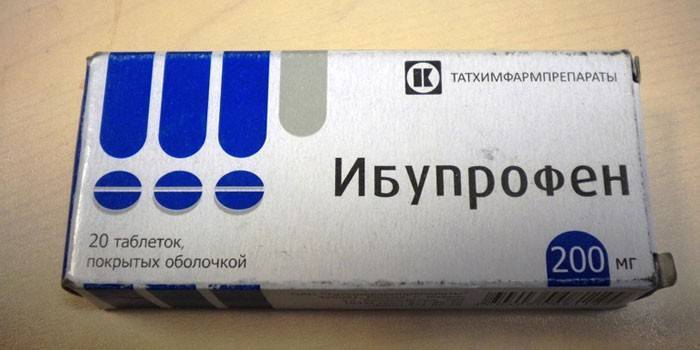 ТАТХИМФАРМПРЕПАРАТЫ
Ибупрофен
20 таблеток,
покрытых оболочкой
200 мг